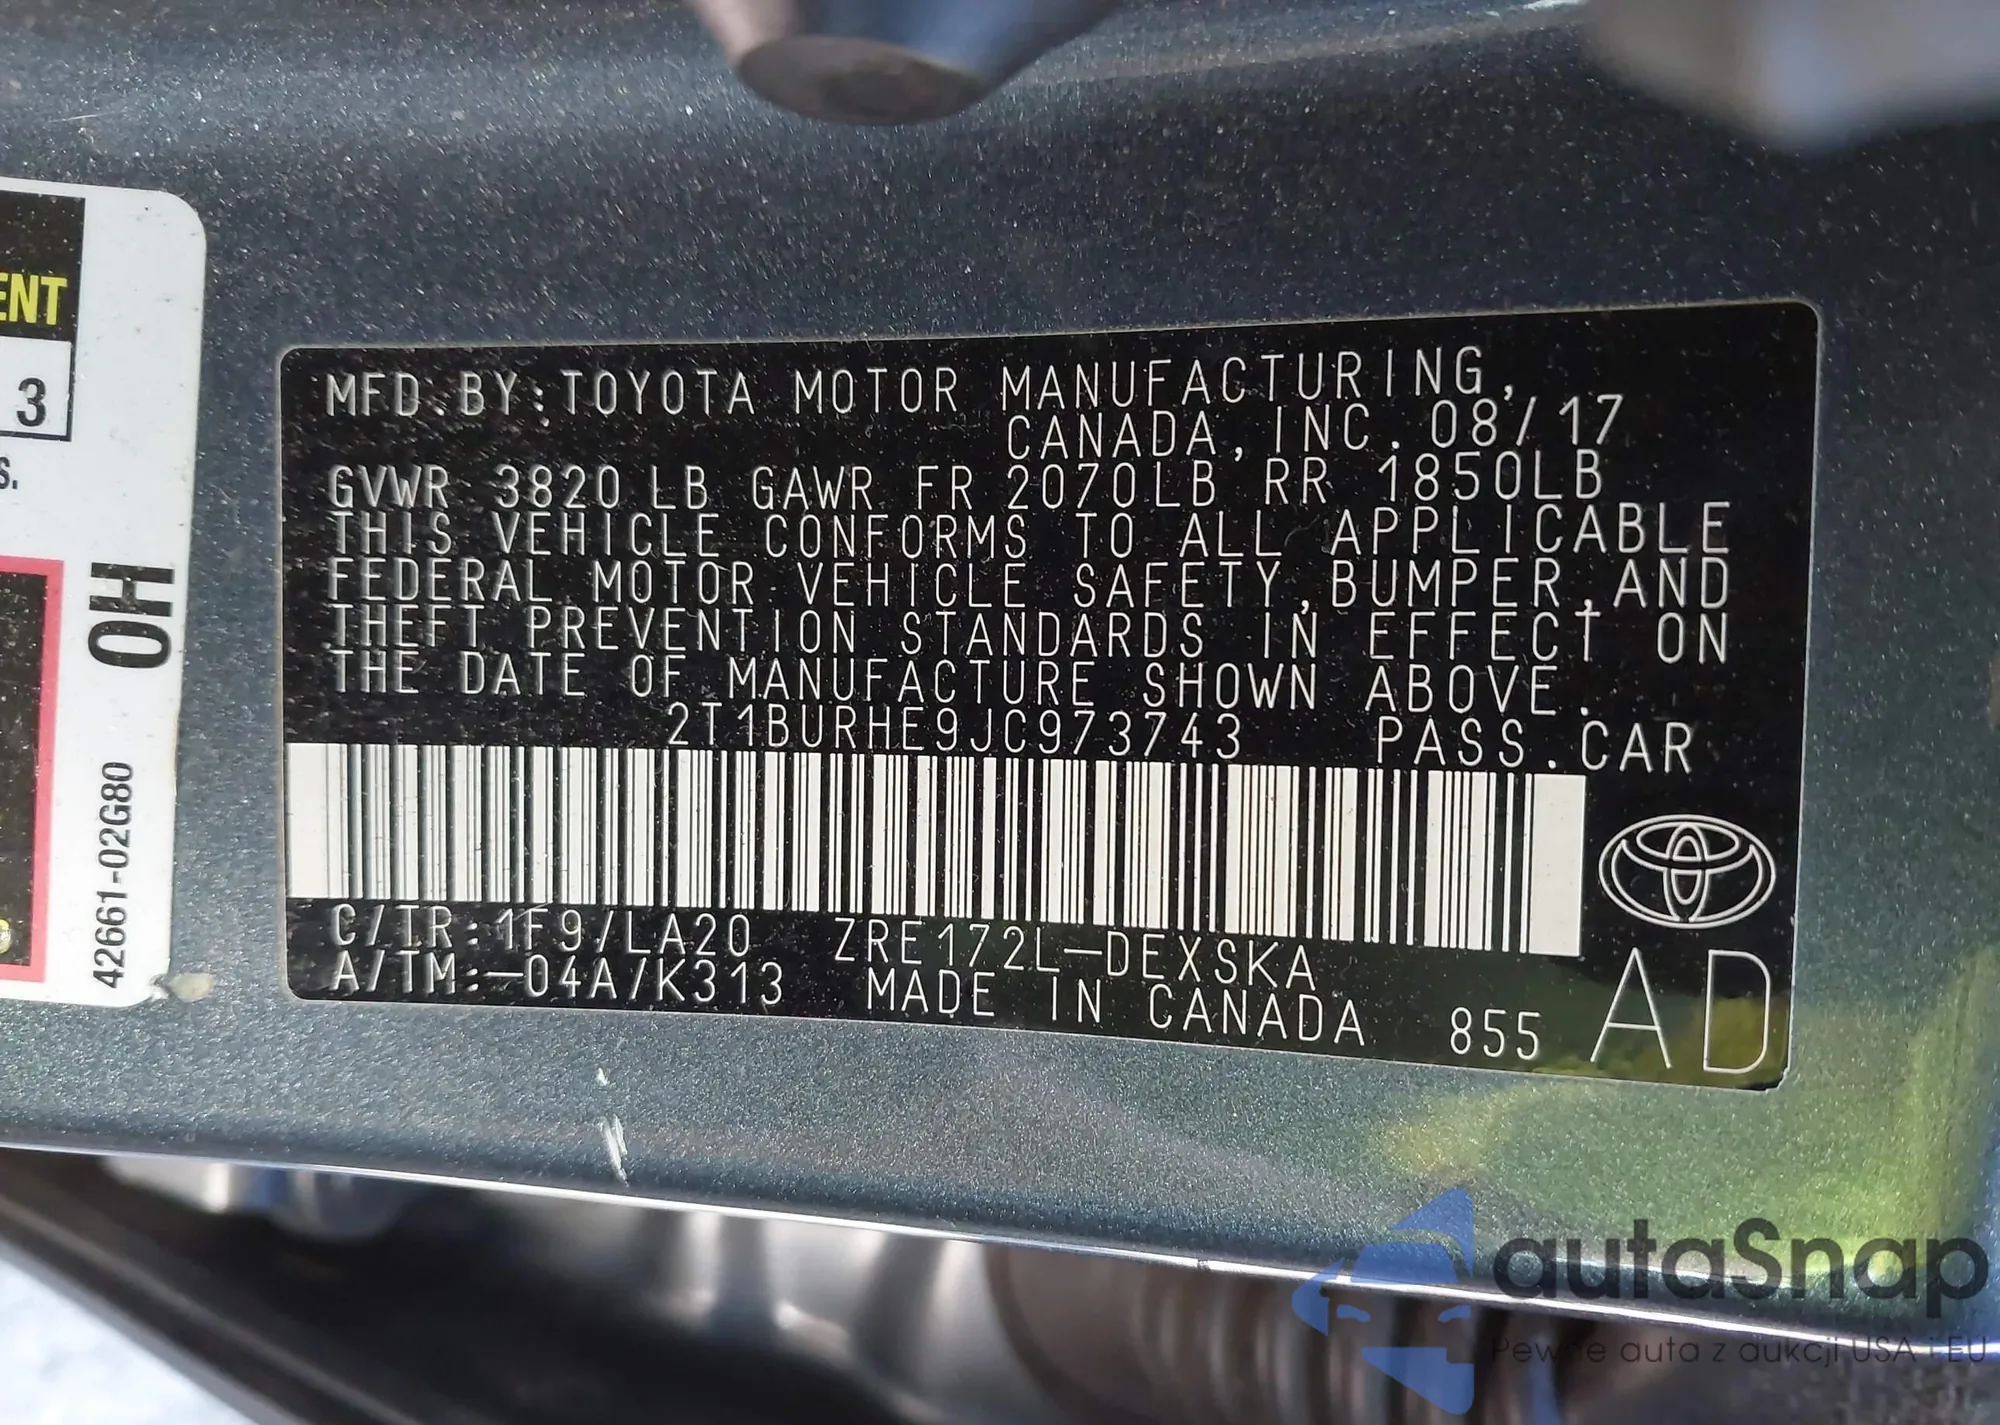 ENT
3
S.
OH
42661-02G80
MFD.BY:TOYOTA MOTOR MANUFACTURING,
CANADA,INC. 08/17
GVWR 3820LB GAWR FR 2070LB RR 1850LB
THIS VEHICLE CONFORMS TO ALL APPLICABLE
FEDERAL MOTOR VEHICLE SAFETY,BUMPER,AND
THEFT PREVENTION STANDARDS IN EFFECT ON
THE DATE OF MANUFACTURE SHOWN ABOVE.
2T1BURHE9JC973743 PASS.CAR
C/TR:1F9/LA20 ZRE172L-DEXSKA
A/TM:-04A/K313 MADE IN CANADA 855 AD
autaSnap
Pewne auta z aukcji USA i EU